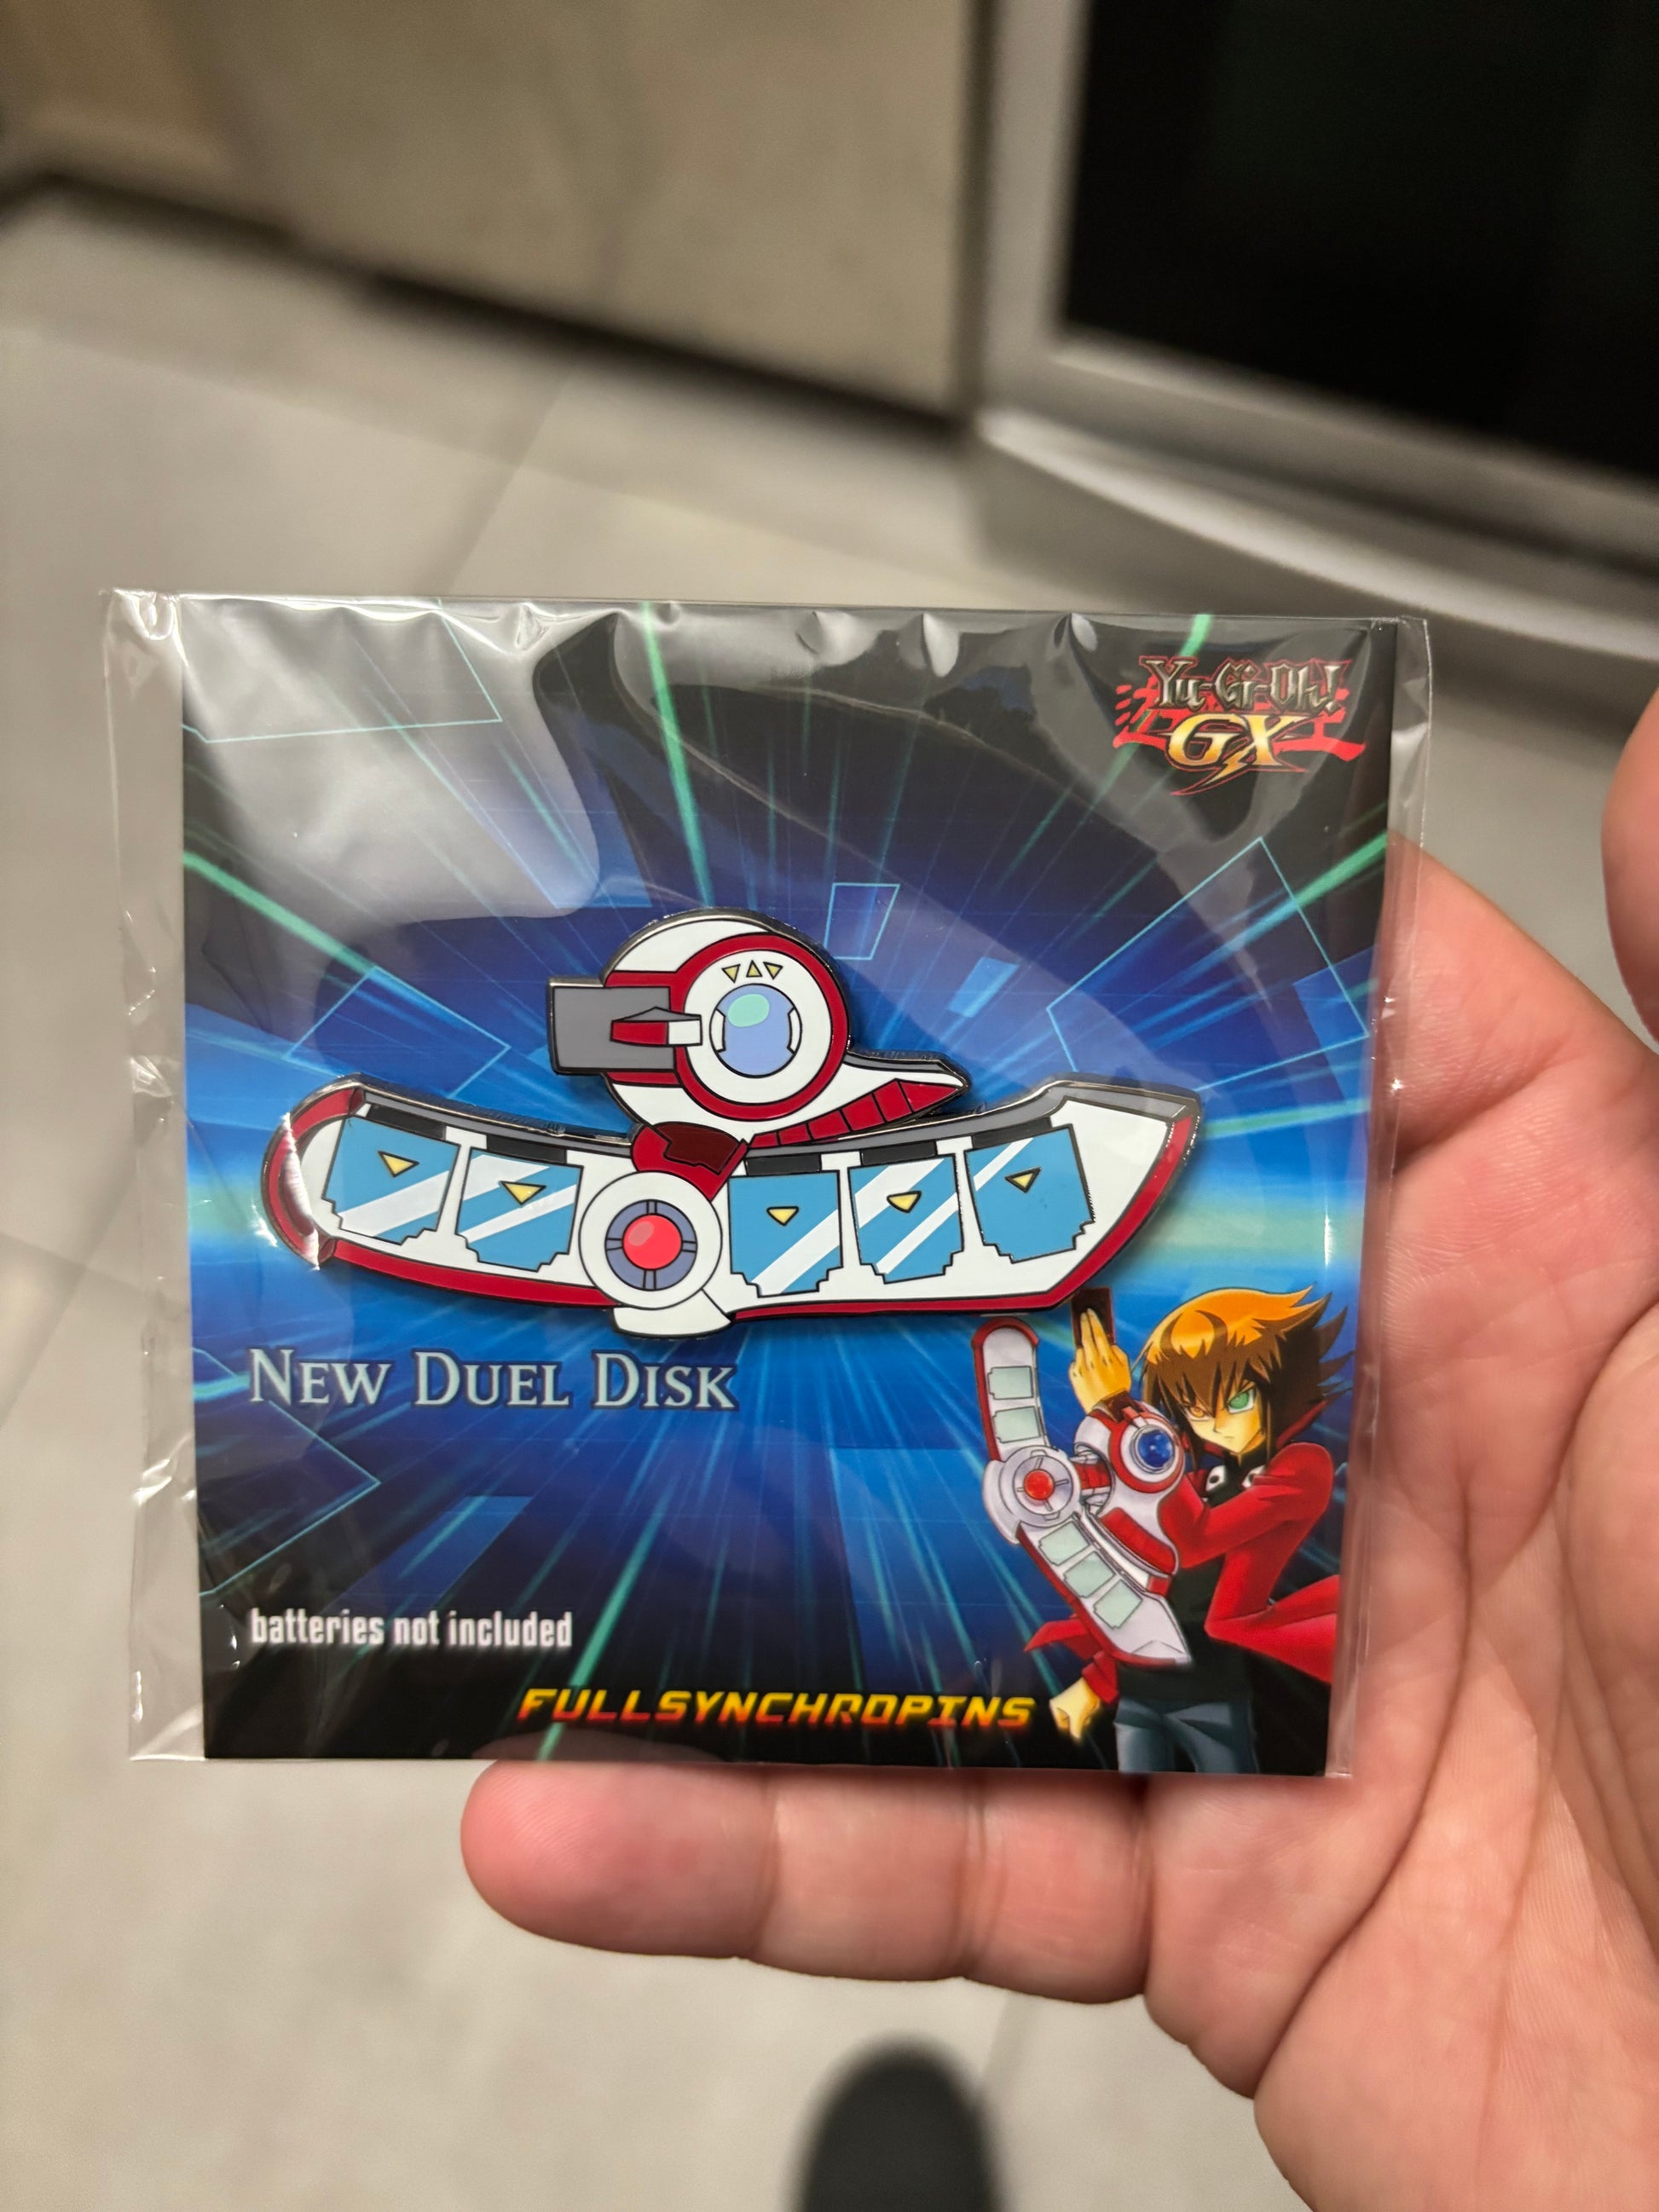 Yu-Gi-Oh!
GX
New Duel Disk
batteries not included
FULLSYNCHROPINS